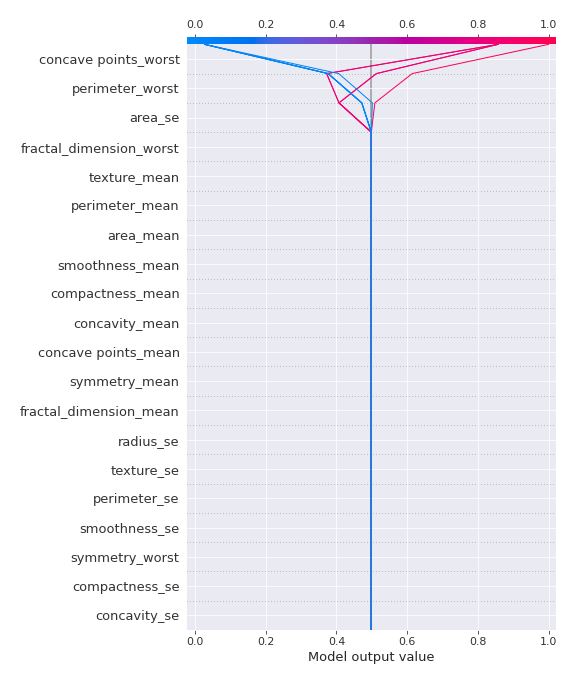 0.0 0.2 0.4 0.6 0.8 1.0
concave points_worst
perimeter_worst
area_se
fractal_dimension_worst
texture_mean
perimeter_mean
area_mean
smoothness_mean
compactness_mean
concavity_mean
concave points_mean
symmetry_mean
fractal_dimension_mean
radius_se
texture_se
perimeter_se
smoothness_se
symmetry_worst
compactness_se
concavity_se
0.0 0.2 0.4 0.6 0.8 1.0
Model output value